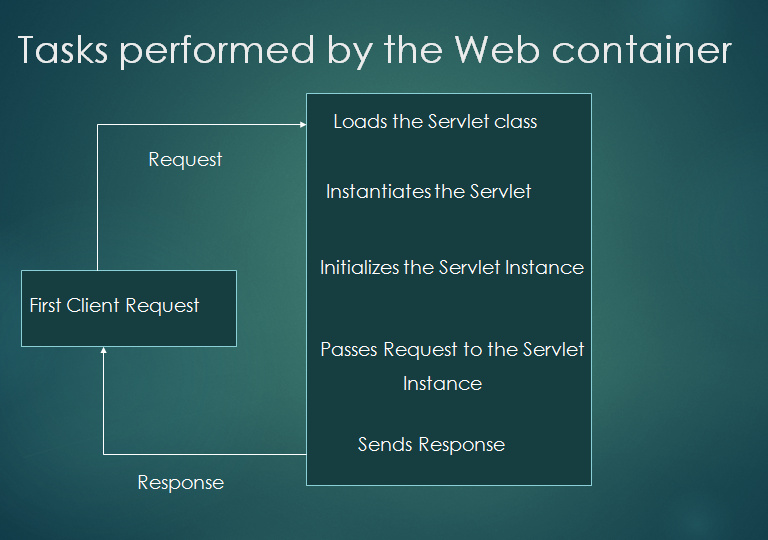 Tasks performed by the Web container
Loads the Servlet class
Request
Instantiates the Servlet
Initializes the Servlet Instance
First Client Request
Passes Request to the Servlet
Instance
Sends Response
Response